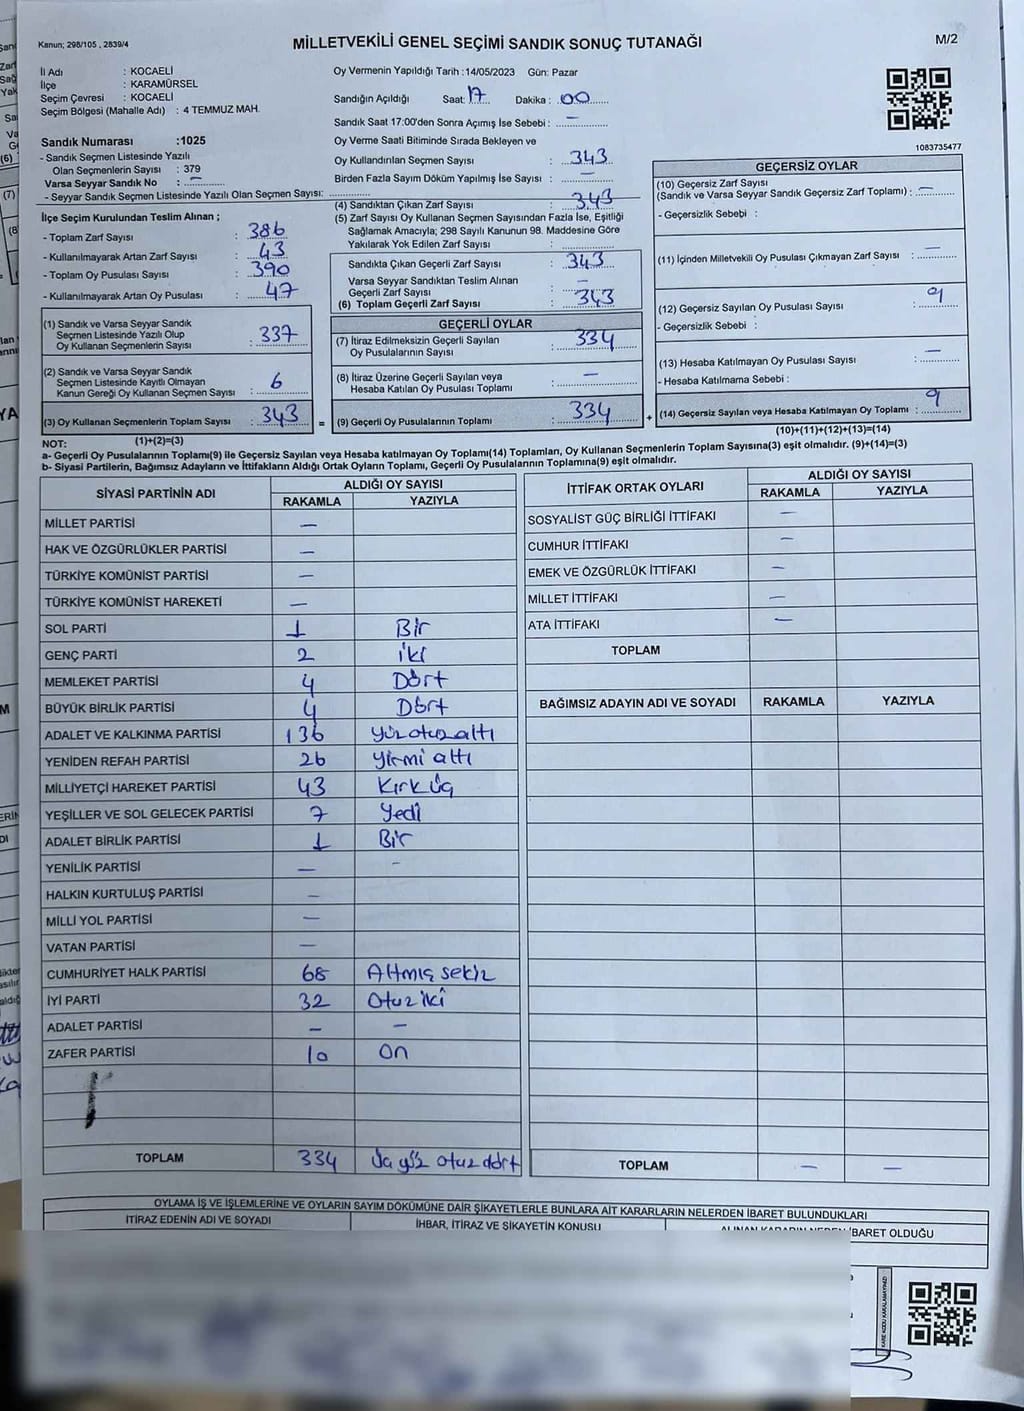 Kanun; 298/105 , 2839/4
MİLLETVEKİLİ GENEL SEÇİMİ SANDIK SONUÇ TUTANAĞI
M/2
İl Adı : KOCAELİ
İlçe : KARAMÜRSEL
Seçim Çevresi : KOCAELİ
Seçim Bölgesi (Mahalle Adı) : 4 TEMMUZ MAH.
Sandık Numarası :1025
- Sandık Seçmen Listesinde Yazılı
Olan Seçmenlerin Sayısı : 379
Varsa Seyyar Sandık No : —
- Seyyar Sandık Seçmen Listesinde Yazılı Olan Seçmen Sayısı:
Oy Vermenin Yapıldığı Tarih :14/05/2023 Gün: Pazar
Sandığın Açıldığı Saat: 17 Dakika : 00
Sandık Saat 17:00'den Sonra Açımış İse Sebebi : —
Oy Verme Saati Bitiminde Sırada Bekleyen ve
Oy Kullandırılan Seçmen Sayısı : 343
Birden Fazla Sayım Döküm Yapılmış İse Sayısı : —
1083735477
İlçe Seçim Kurulundan Teslim Alınan ;
- Toplam Zarf Sayısı : 386
- Kullanılmayarak Artan Zarf Sayısı : 43
- Toplam Oy Pusulası Sayısı : 390
- Kullanılmayarak Artan Oy Pusulası : 47
(1) Sandık ve Varsa Seyyar Sandık
Seçmen Listesinde Yazılı Olup
Oy Kullanan Seçmenlerin Sayısı : 337
(2) Sandık ve Varsa Seyyar Sandık
Seçmen Listesinde Kayıtlı Olmayan
Kanun Gereği Oy Kullanan Seçmen Sayısı : 6
(3) Oy Kullanan Seçmenlerin Toplam Sayısı : 343
(1)+(2)=(3)
(4) Sandıktan Çıkan Zarf Sayısı : 343
(5) Zarf Sayısı Oy Kullanan Seçmen Sayısından Fazla İse, Eşitliği
Sağlamak Amacıyla; 298 Sayılı Kanunun 98. Maddesine Göre
Yakılarak Yok Edilen Zarf Sayısı :
Sandıkta Çıkan Geçerli Zarf Sayısı : 343
Varsa Seyyar Sandıktan Teslim Alınan
Geçerli Zarf Sayısı : —
(6) Toplam Geçerli Zarf Sayısı : 343
GEÇERLİ OYLAR
(7) İtiraz Edilmeksizin Geçerli Sayılan
Oy Pusulalarının Sayısı : 334
(8) İtiraz Üzerine Geçerli Sayılan veya
Hesaba Katılan Oy Pusulası Toplamı : —
= (9) Geçerli Oy Pusulalarının Toplamı : 334
GEÇERSİZ OYLAR
(10) Geçersiz Zarf Sayısı
(Sandık ve Varsa Seyyar Sandık Geçersiz Zarf Toplamı) : —
- Geçersizlik Sebebi :
(11) İçinden Milletvekili Oy Pusulası Çıkmayan Zarf Sayısı : —
(12) Geçersiz Sayılan Oy Pusulası Sayısı : 9
- Geçersizlik Sebebi :
(13) Hesaba Katılmayan Oy Pusulası Sayısı : —
- Hesaba Katılmama Sebebi :
+ (14) Geçersiz Sayılan veya Hesaba Katılmayan Oy Toplamı : 9
(10)+(11)+(12)+(13)=(14)
NOT:
a- Geçerli Oy Pusulalarının Toplamı(9) ile Geçersiz Sayılan veya Hesaba katılmayan Oy Toplamı(14) Toplamları, Oy Kullanan Seçmenlerin Toplam Sayısına(3) eşit olmalıdır. (9)+(14)=(3)
b- Siyasi Partilerin, Bağımsız Adayların ve İttifakların Aldığı Ortak Oyların Toplamı, Geçerli Oy Pusulalarının Toplamına(9) eşit olmalıdır.
SİYASİ PARTİNİN ADI ALDIĞI OY SAYISI
RAKAMLA YAZIYLA
MİLLET PARTİSİ —
HAK VE ÖZGÜRLÜKLER PARTİSİ —
TÜRKİYE KOMÜNİST PARTİSİ —
TÜRKİYE KOMÜNİST HAREKETİ —
SOL PARTİ 1 Bir
GENÇ PARTİ 2 iki
MEMLEKET PARTİSİ 4 Dört
BÜYÜK BİRLİK PARTİSİ 4 Dört
ADALET VE KALKINMA PARTİSİ 136 yüz otuz altı
YENİDEN REFAH PARTİSİ 26 yirmi altı
MİLLİYETÇİ HAREKET PARTİSİ 43 Kırk üç
YEŞİLLER VE SOL GELECEK PARTİSİ 7 Yedi
ADALET BİRLİK PARTİSİ 1 Bir
YENİLİK PARTİSİ — –
HALKIN KURTULUŞ PARTİSİ —
MİLLİ YOL PARTİSİ —
VATAN PARTİSİ —
CUMHURİYET HALK PARTİSİ 68 Altmış sekiz
İYİ PARTİ 32 Otuz iki
ADALET PARTİSİ — —
ZAFER PARTİSİ 10 on
TOPLAM 334 üç yüz otuz dört
İTTİFAK ORTAK OYLARI ALDIĞI OY SAYISI
RAKAMLA YAZIYLA
SOSYALİST GÜÇ BİRLİĞİ İTTİFAKI —
CUMHUR İTTİFAKI —
EMEK VE ÖZGÜRLÜK İTTİFAKI —
MİLLET İTTİFAKI —
ATA İTTİFAKI —
TOPLAM
BAĞIMSIZ ADAYIN ADI VE SOYADI RAKAMLA YAZIYLA
TOPLAM — —
OYLAMA İŞ VE İŞLEMLERİNE VE OYLARIN SAYIM DÖKÜMÜNE DAİR ŞİKAYETLERLE BUNLARA AİT KARARLARIN NELERDEN İBARET BULUNDUKLARI
İTİRAZ EDENİN ADI VE SOYADI İHBAR, İTİRAZ VE ŞİKAYETİN KONUSU ALINAN KARARIN NEDEN İBARET OLDUĞU